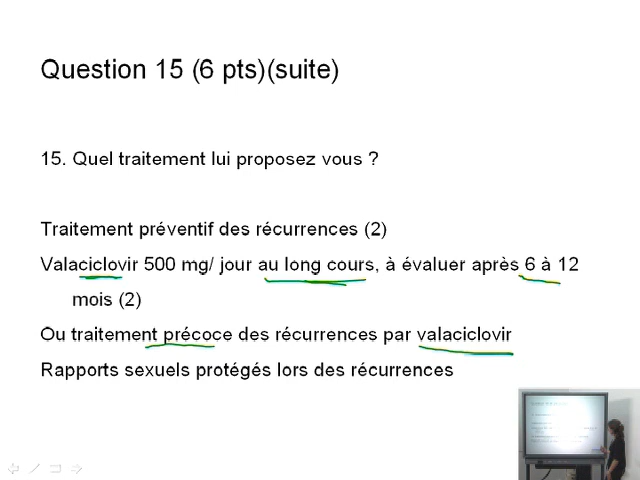 Question 15 (6 pts)(suite)
15. Quel traitement lui proposez vous ?
Traitement préventif des récurrences (2)
Valaciclovir 500 mg/ jour au long cours, à évaluer après 6 à 12
mois (2)
Ou traitement précoce des récurrences par valaciclovir
Rapports sexuels protégés lors des récurrences